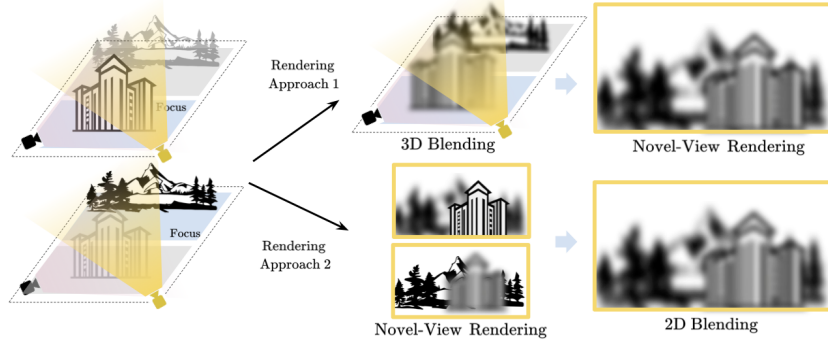 Focus
Rendering
Approach 1
3D Blending
Novel-View Rendering
Focus
Rendering
Approach 2
Novel-View Rendering
2D Blending